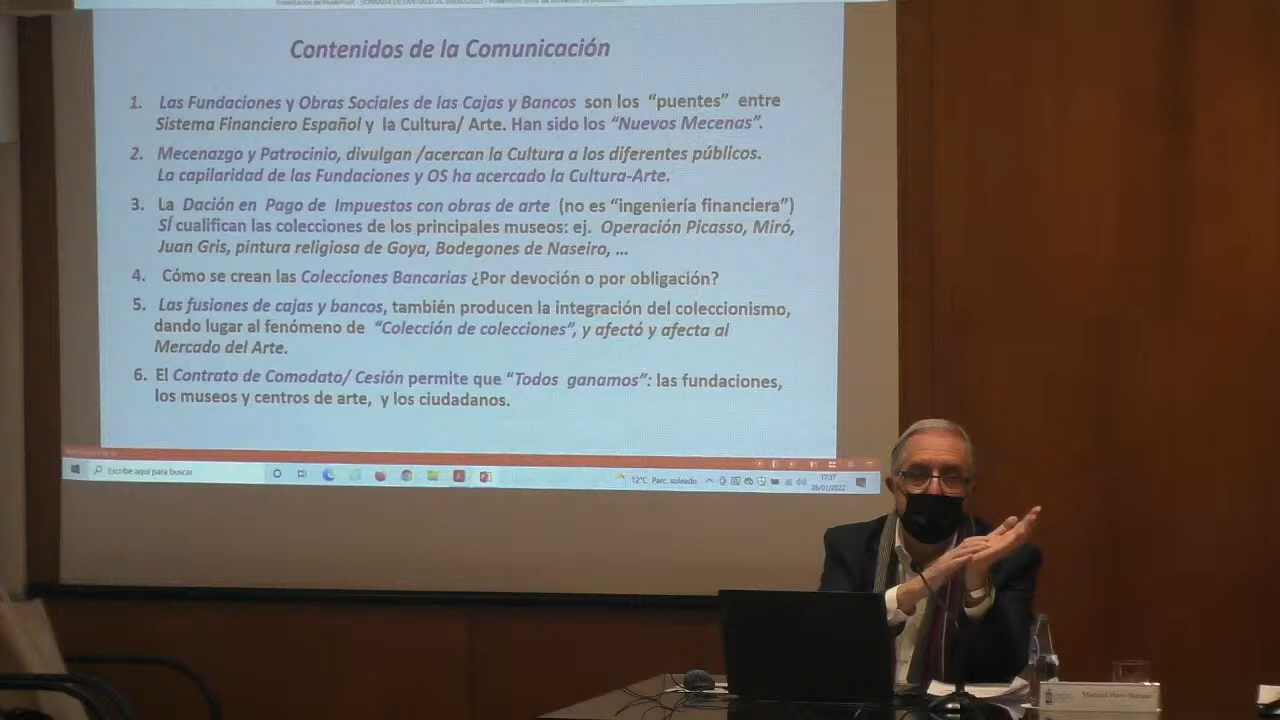 Contenidos de la Comunicación
1. Las Fundaciones y Obras Sociales de las Cajas y Bancos son los “puentes” entre
Sistema Financiero Español y la Cultura/ Arte. Han sido los “Nuevos Mecenas”.
2. Mecenazgo y Patrocinio, divulgan /acercan la Cultura a los diferentes públicos.
La capilaridad de las Fundaciones y OS ha acercado la Cultura-Arte.
3. La Dación en Pago de Impuestos con obras de arte (no es “ingeniería financiera”)
SÍ cualifican las colecciones de los principales museos: ej. Operación Picasso, Miró,
Juan Gris, pintura religiosa de Goya, Bodegones de Naseiro, ...
4. Cómo se crean las Colecciones Bancarias ¿Por devoción o por obligación?
5. Las fusiones de cajas y bancos, también producen la integración del coleccionismo,
dando lugar al fenómeno de “Colección de colecciones”, y afectó y afecta al
Mercado del Arte.
6. El Contrato de Comodato/ Cesión permite que “Todos ganamos”: las fundaciones,
los museos y centros de arte, y los ciudadanos.
Escribe aquí para buscar
12°C Parc. soleado
17:37
26/01/2022